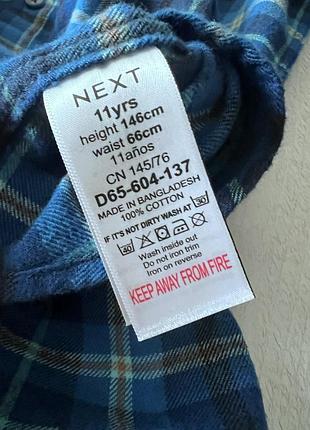 NEXT
11yrs
height 146cm
waist 66cm
11años
CN 145/76
D65-604-137
MADE IN BANGLADESH
100% COTTON
IF IT'S NOT DIRTY WASH AT 30
40
Wash inside out
Do not iron trim
Iron on reverse
KEEP AWAY FROM FIRE